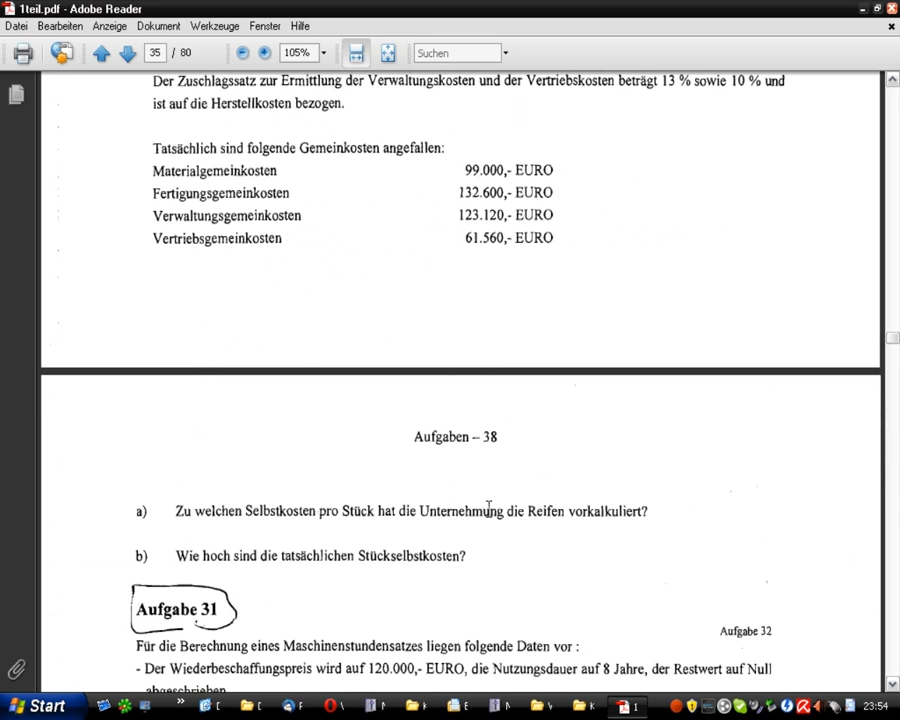 1teil.pdf - Adobe Reader
Datei Bearbeiten Anzeige Dokument Werkzeuge Fenster Hilfe
35 / 80 105% Suchen
Der Zuschlagssatz zur Ermittlung der Verwaltungskosten und der Vertriebskosten beträgt 13 % sowie 10 % und
ist auf die Herstellkosten bezogen.
Tatsächlich sind folgende Gemeinkosten angefallen:
Materialgemeinkosten 99.000,- EURO
Fertigungsgemeinkosten 132.600,- EURO
Verwaltungsgemeinkosten 123.120,- EURO
Vertriebsgemeinkosten 61.560,- EURO
Aufgaben – 38
a) Zu welchen Selbstkosten pro Stück hat die Unternehmung die Reifen vorkalkuliert?
b) Wie hoch sind die tatsächlichen Stückselbstkosten?
Aufgabe 31
Aufgabe 32
Für die Berechnung eines Maschinenstundensatzes liegen folgende Daten vor :
- Der Wiederbeschaffungspreis wird auf 120.000,- EURO, die Nutzungsdauer auf 8 Jahre, der Restwert auf Null
abgeschrieben
Start 1 23:54